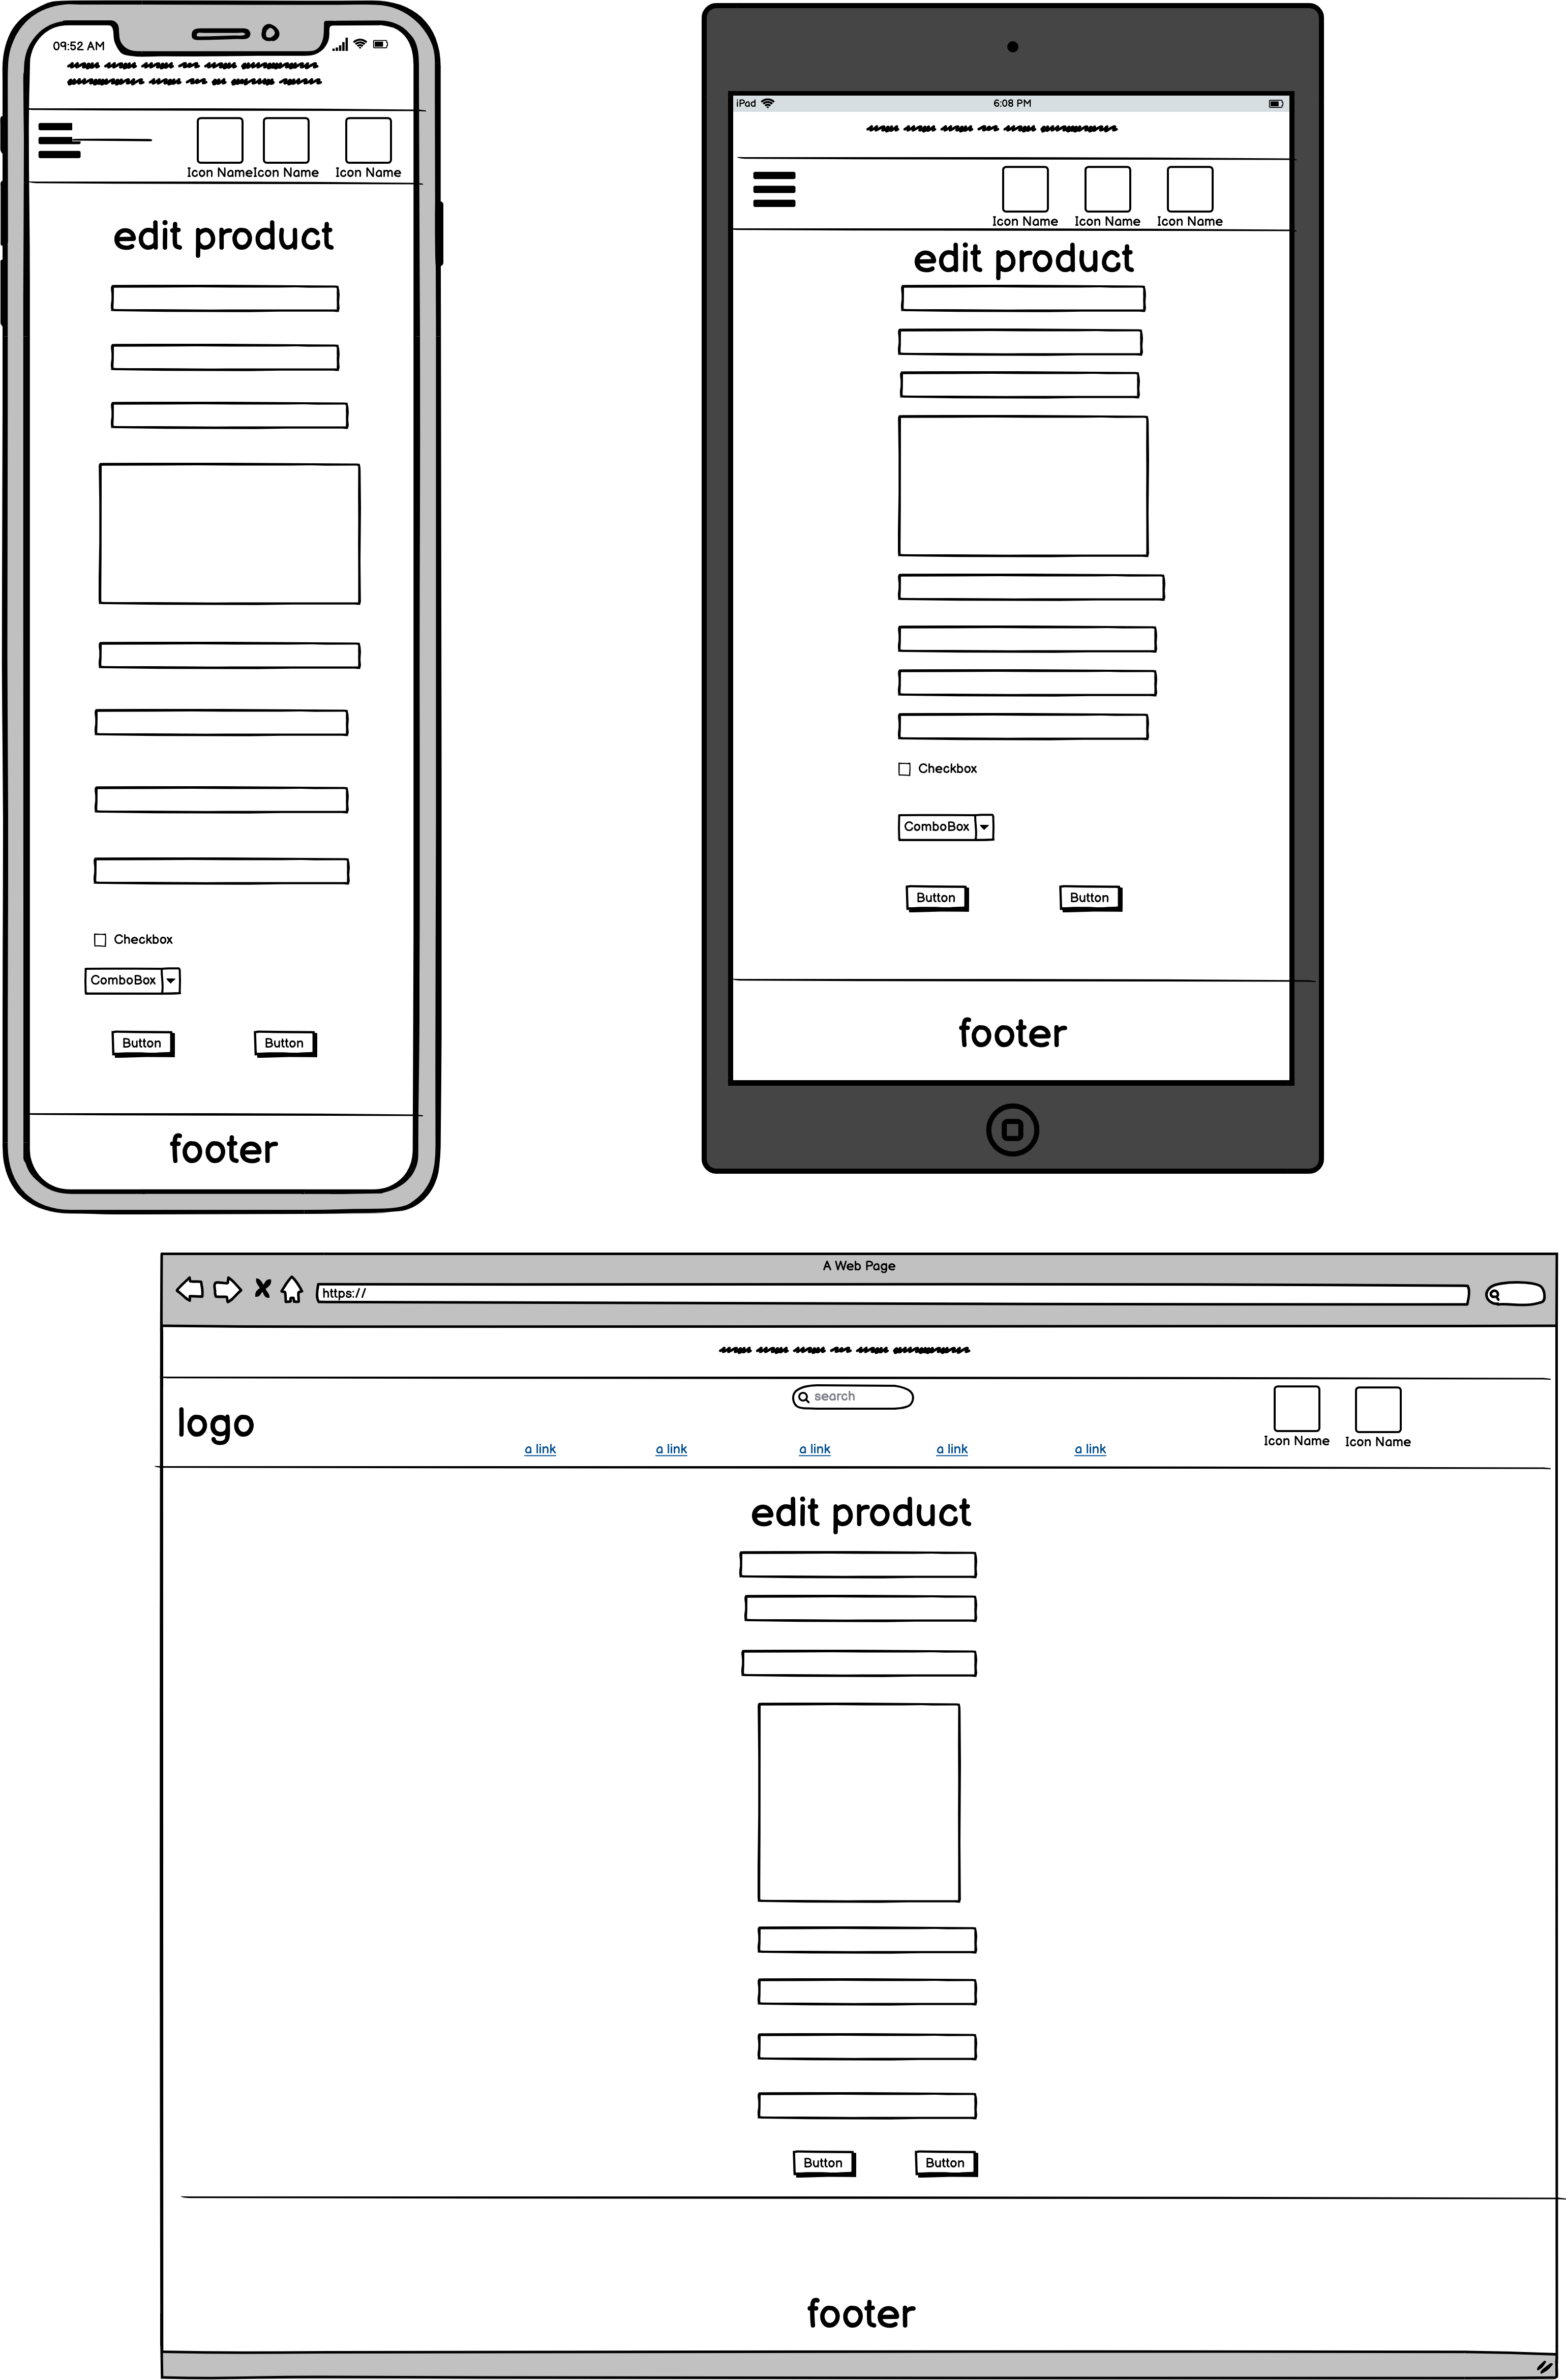 09:52 AM
Icon Name Icon Name Icon Name
edit product
Checkbox
ComboBox
Button Button
footer
iPad 6:08 PM
Icon Name Icon Name Icon Name
edit product
Checkbox
ComboBox
Button Button
footer
A Web Page
https://
search
logo
a link a link a link a link a link
Icon Name Icon Name
edit product
Button Button
footer